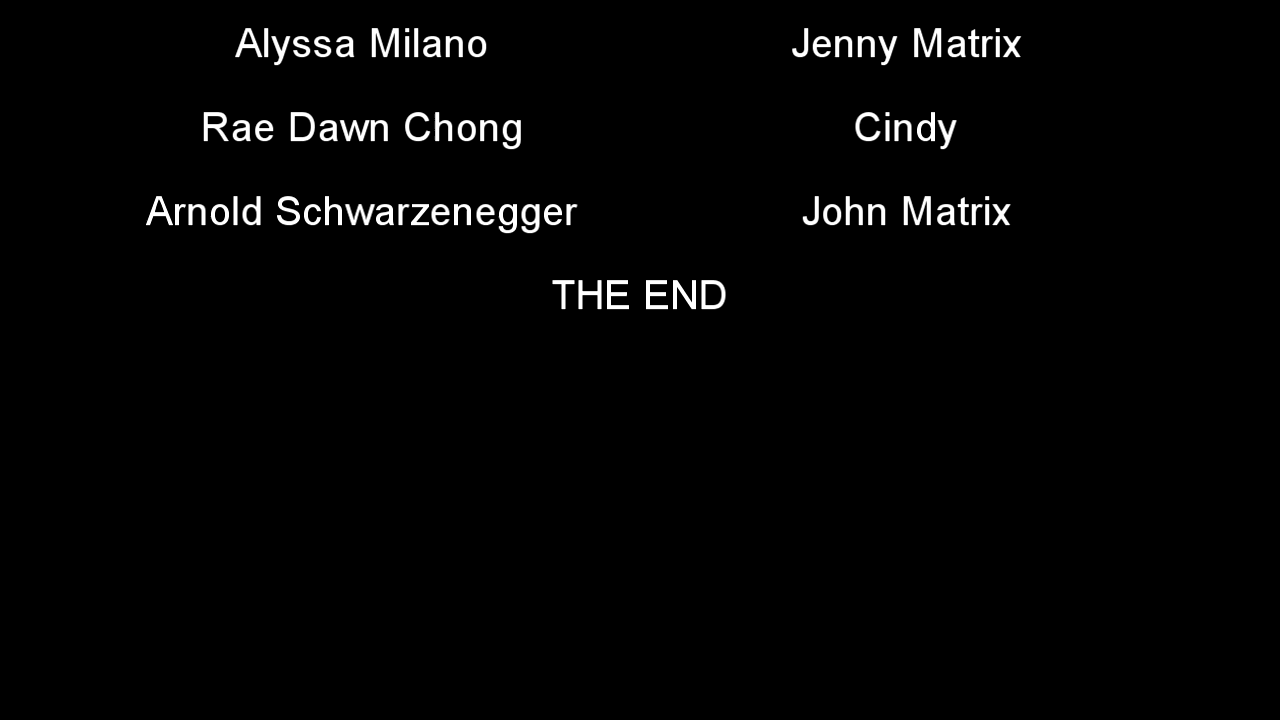 Alyssa Milano Jenny Matrix
Rae Dawn Chong Cindy
Arnold Schwarzenegger John Matrix
THE END